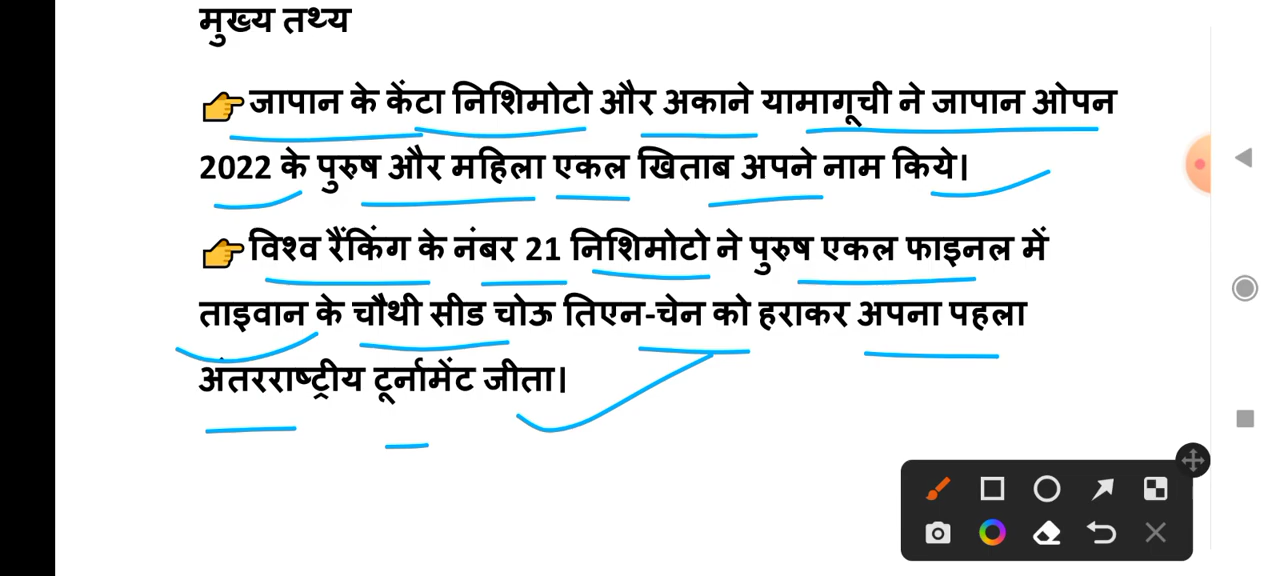 मुख्य तथ्य
👉जापान के केंटा निशिमोटो और अकाने यामागूची ने जापान ओपन
2022 के पुरुष और महिला एकल खिताब अपने नाम किये।
👉विश्व रैंकिंग के नंबर 21 निशिमोटो ने पुरुष एकल फाइनल में
ताइवान के चौथी सीड चोऊ तिएन-चेन को हराकर अपना पहला
अंतरराष्ट्रीय टूर्नामेंट जीता।